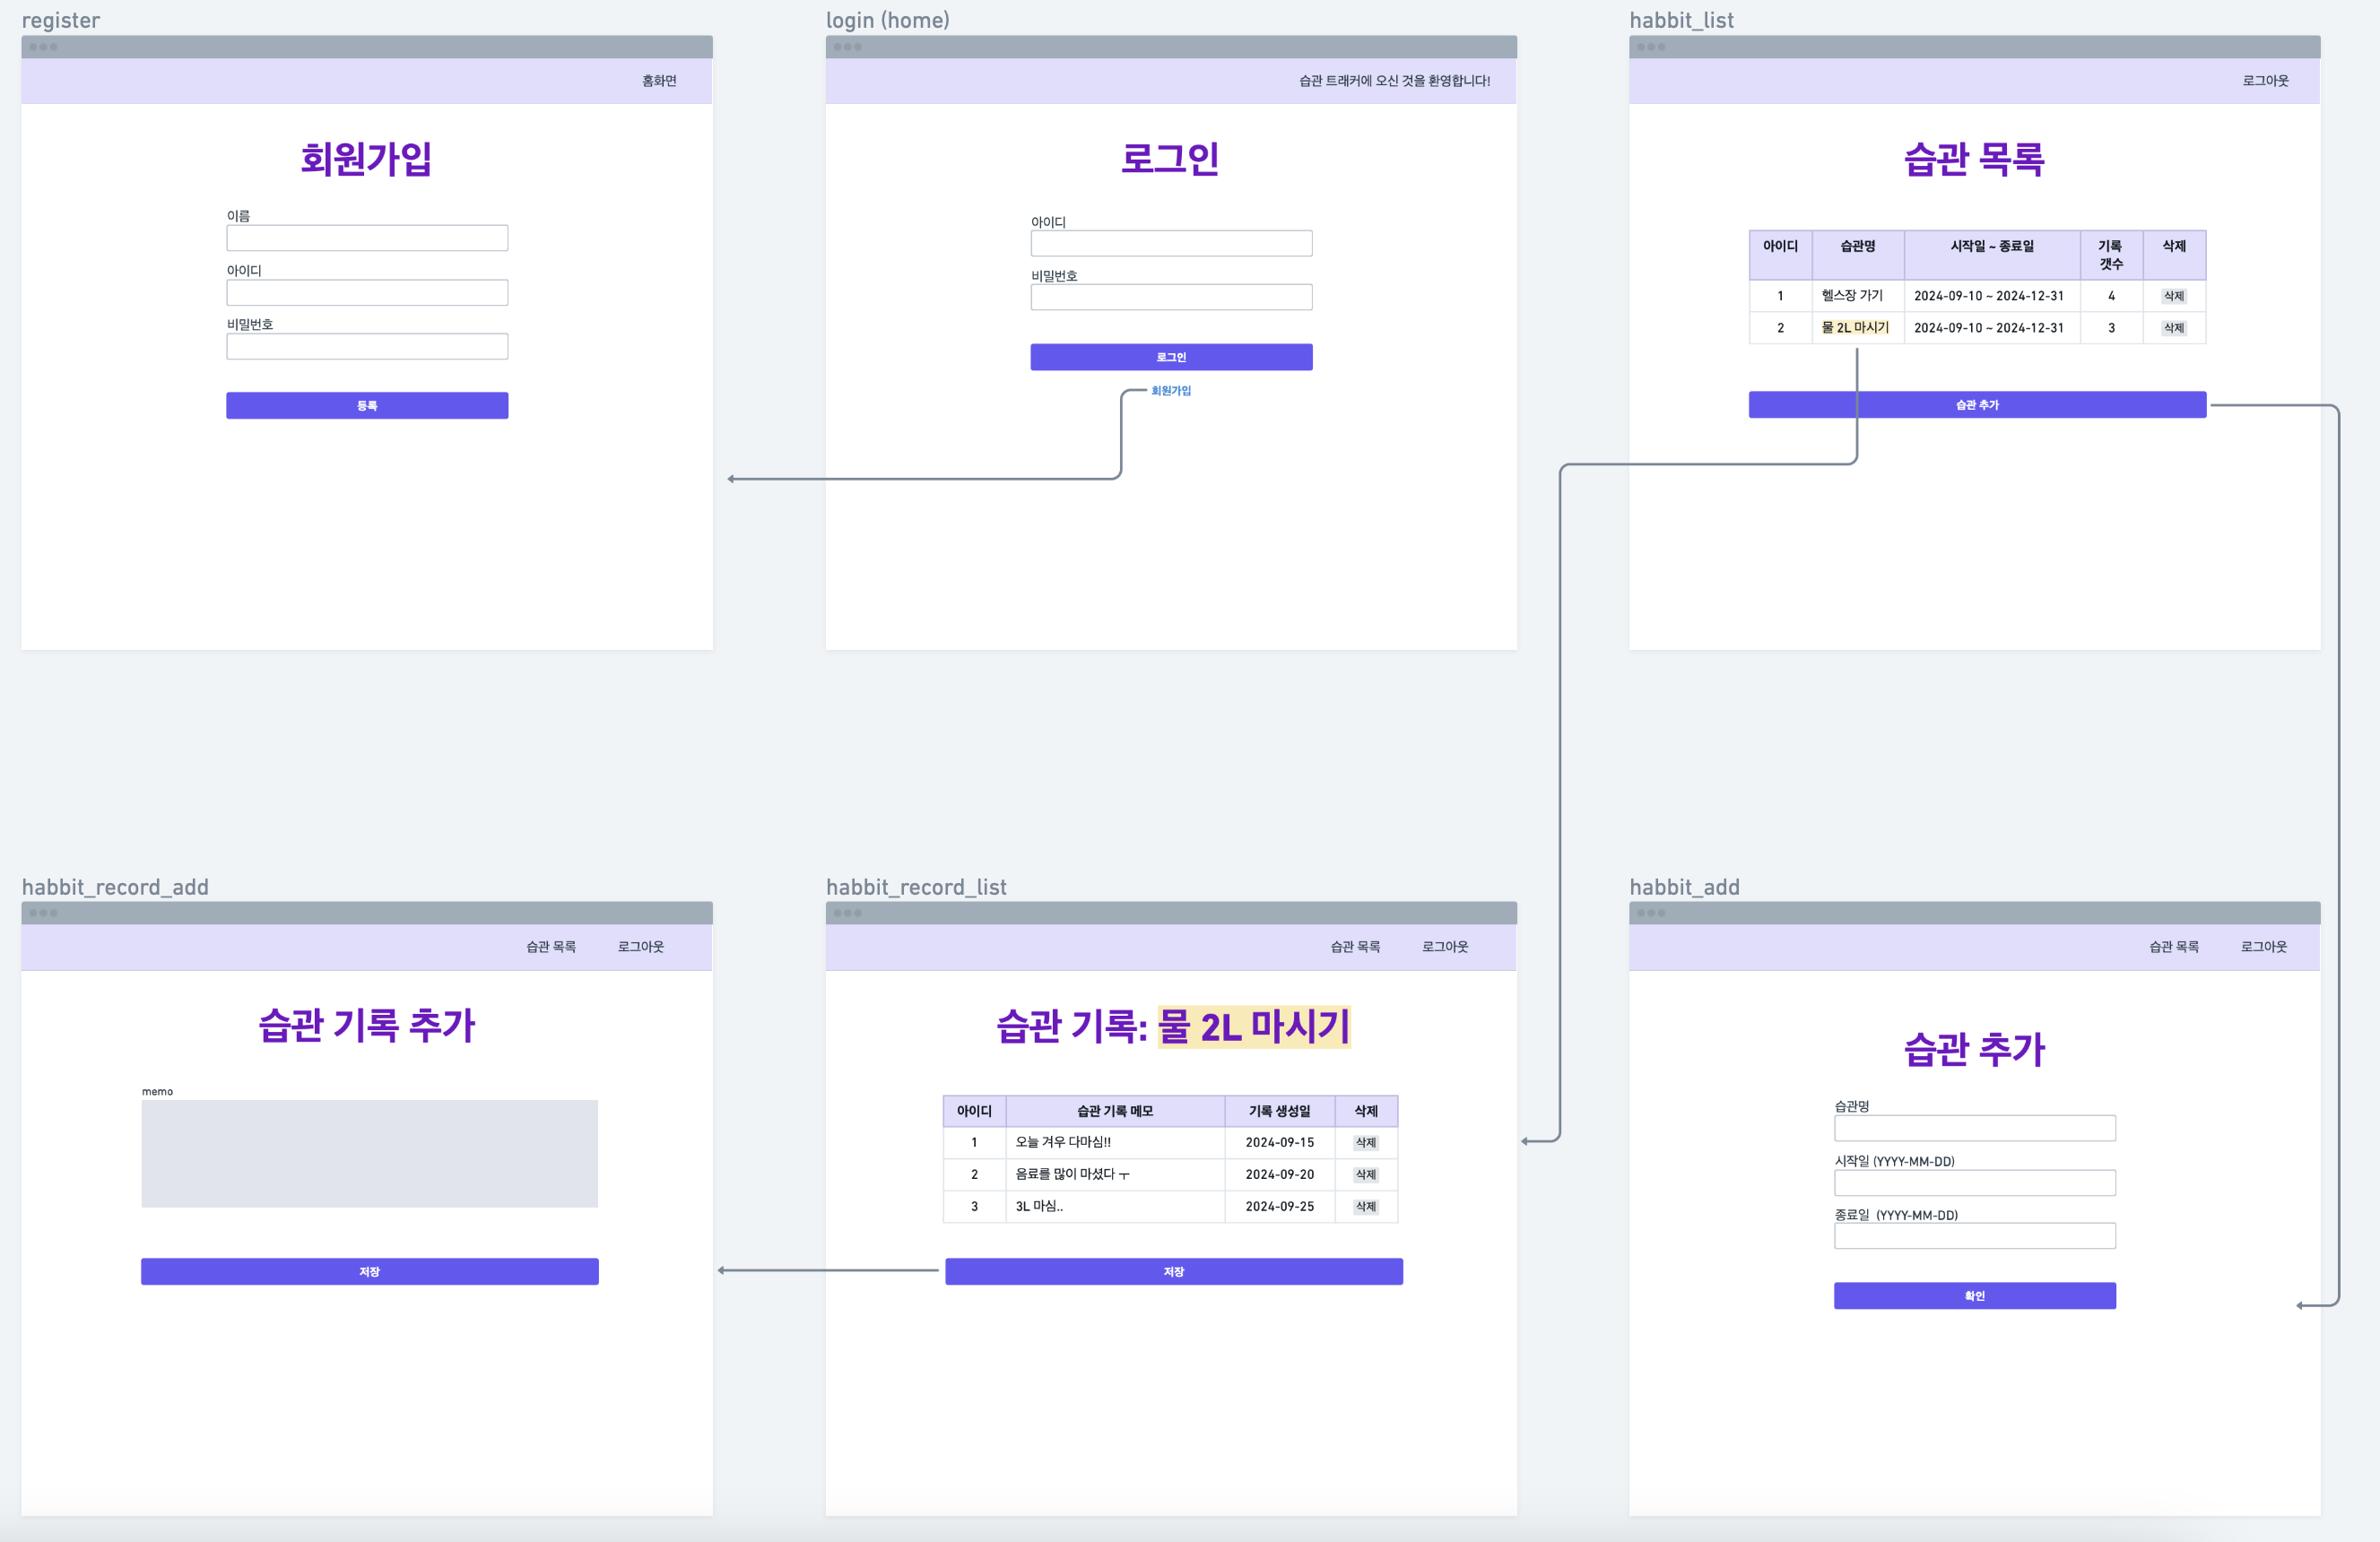 register
홈화면
회원가입
이름
아이디
비밀번호
등록
login (home)
습관 트래커에 오신 것을 환영합니다!
로그인
아이디
비밀번호
로그인
회원가입
habbit_list
로그아웃
습관 목록
아이디 습관명 시작일 ~ 종료일 기록 삭제
갯수
1 헬스장 가기 2024-09-10 ~ 2024-12-31 4 삭제
2 물 2L 마시기 2024-09-10 ~ 2024-12-31 3 삭제
습관 추가
habbit_record_add
습관 목록 로그아웃
습관 기록 추가
memo
저장
habbit_record_list
습관 목록 로그아웃
습관 기록: 물 2L 마시기
아이디 습관 기록 메모 기록 생성일 삭제
1 오늘 겨우 다마심!! 2024-09-15 삭제
2 음료를 많이 마셨다 ㅜ 2024-09-20 삭제
3 3L 마심.. 2024-09-25 삭제
저장
habbit_add
습관 목록 로그아웃
습관 추가
습관명
시작일 (YYYY-MM-DD)
종료일 (YYYY-MM-DD)
확인